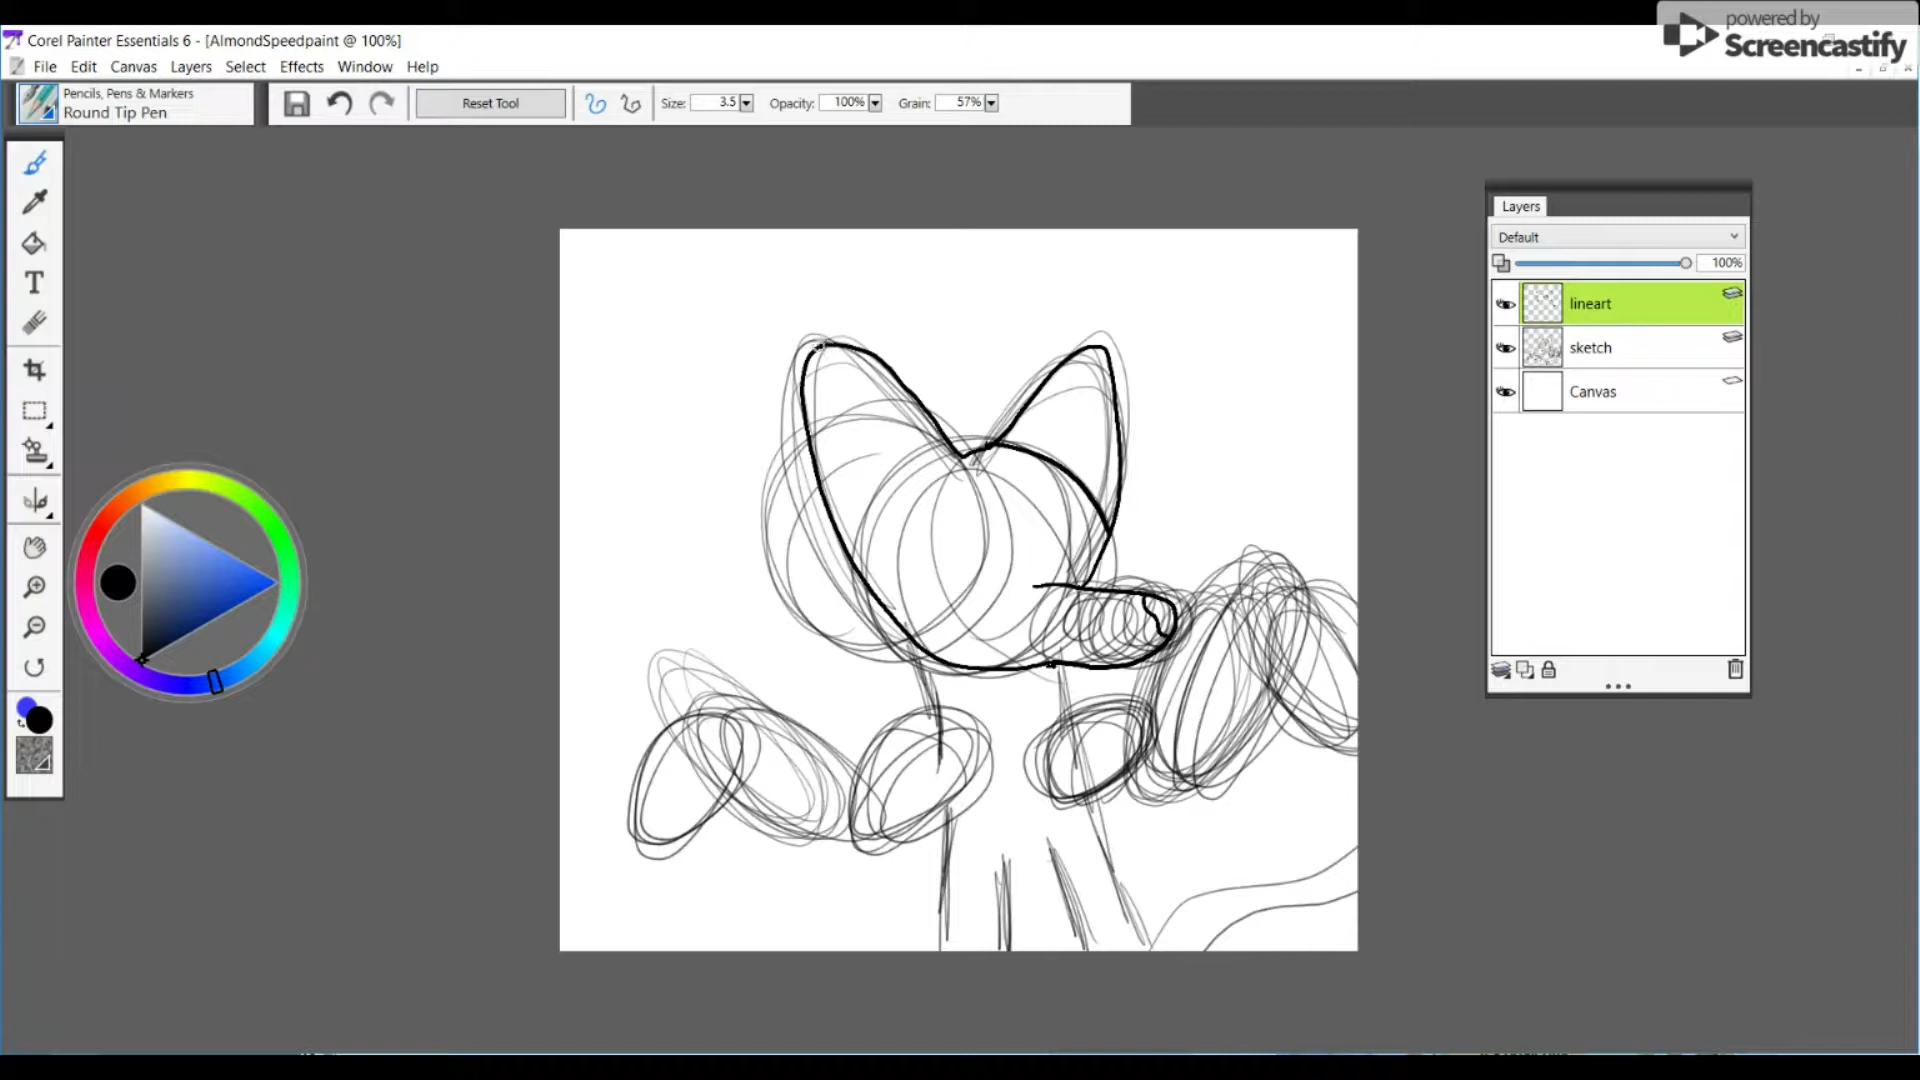 powered by
Screencastify
Corel Painter Essentials 6 - [AlmondSpeedpaint @ 100%]
File Edit Canvas Layers Select Effects Window Help
Pencils, Pens & Markers
Round Tip Pen
Reset Tool
Size: 3.5 Opacity: 100% Grain: 57%
T
Layers
Default
100%
lineart
sketch
Canvas